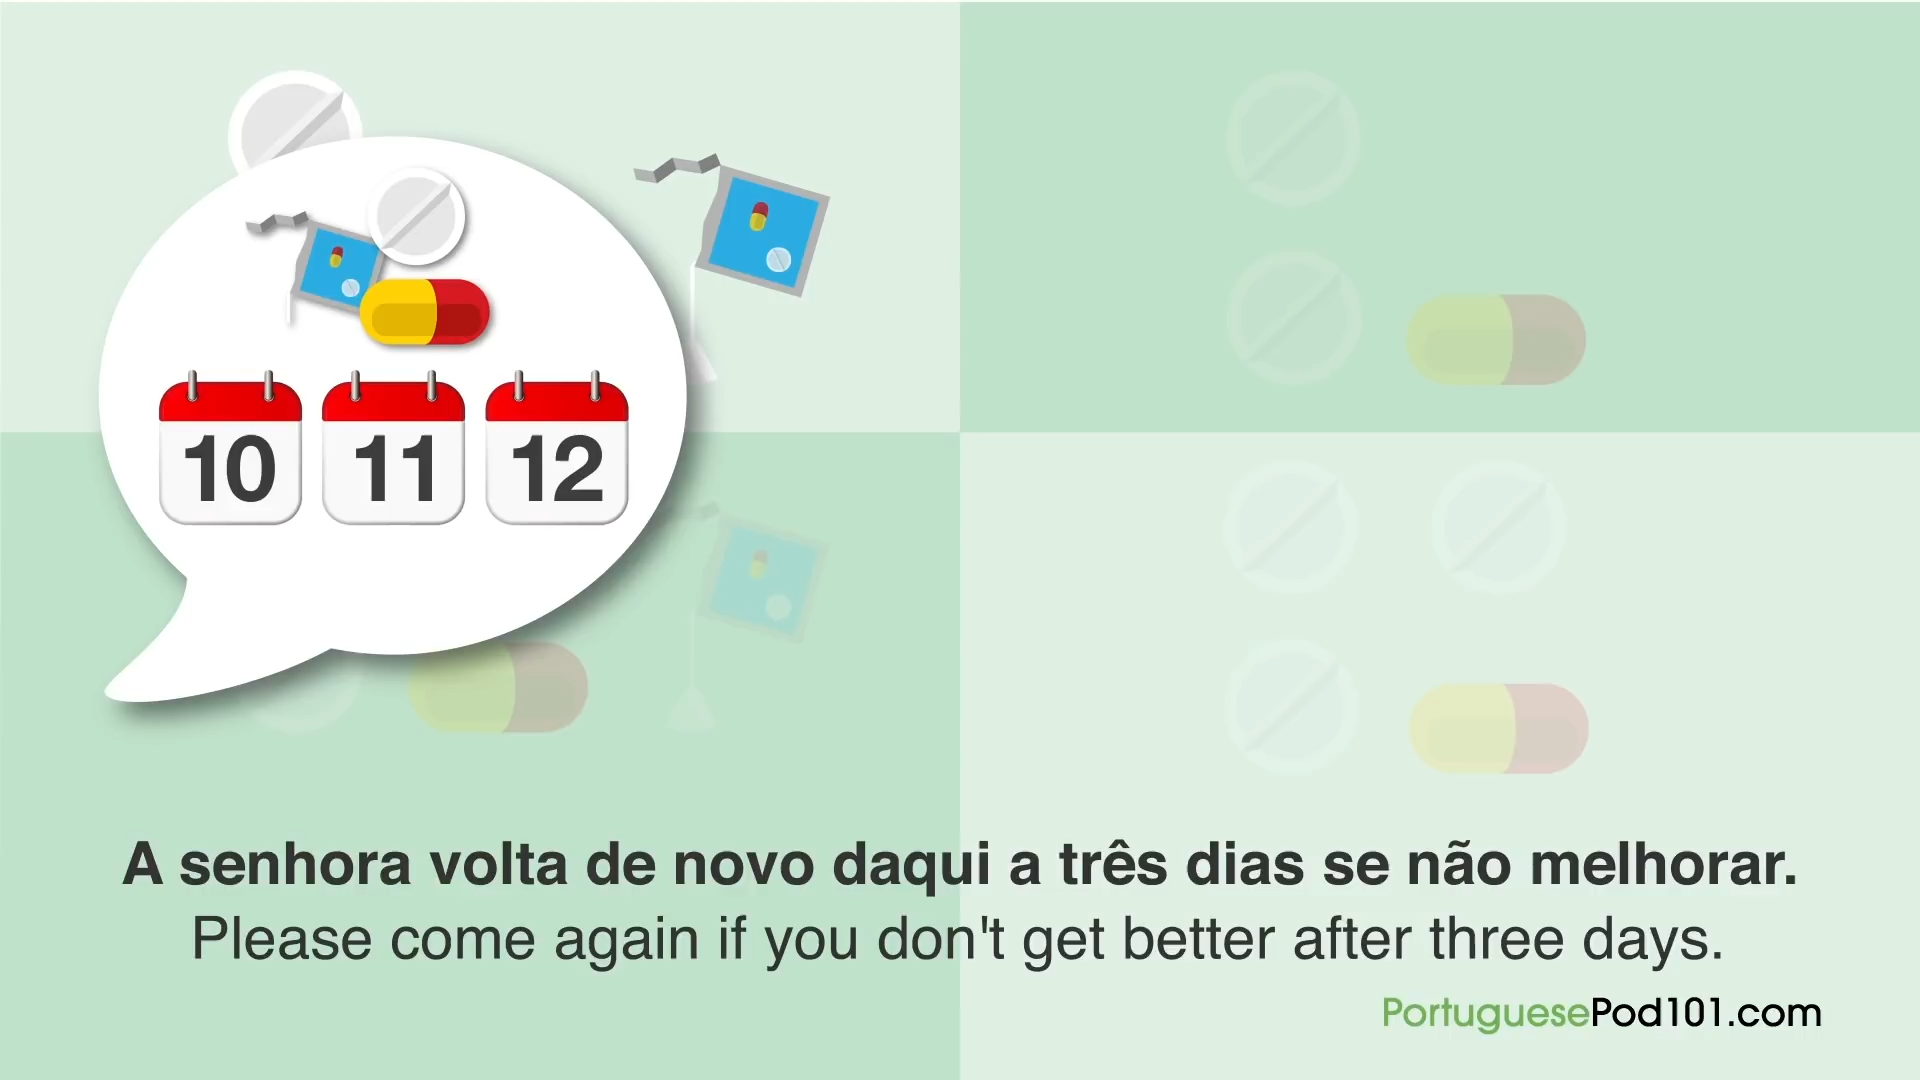 10 11 12
A senhora volta de novo daqui a três dias se não melhorar.
Please come again if you don't get better after three days.
PortuguesePod101.com